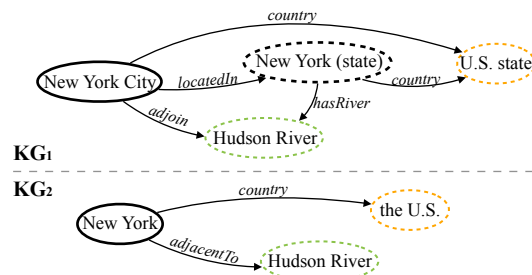 country
New York City
locatedIn
New York (state)
country
U.S. state
adjoin
hasRiver
Hudson River
KG1
KG2
country
New York
the U.S.
adjacentTo
Hudson River